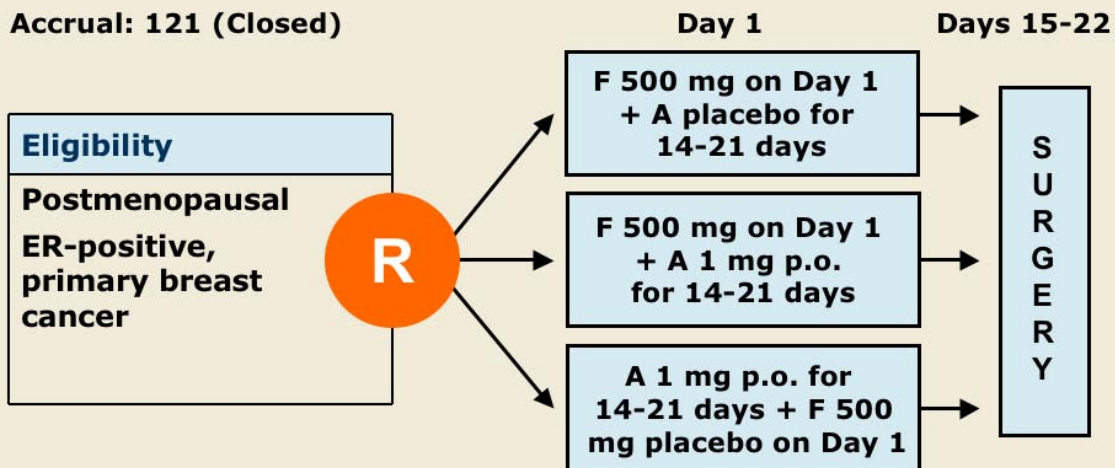 Accrual: 121 (Closed)
Day 1
Days 15-22
Eligibility
Postmenopausal
ER-positive,
primary breast
cancer
R
F 500 mg on Day 1
+ A placebo for
14-21 days
F 500 mg on Day 1
+ A 1 mg p.o.
for 14-21 days
A 1 mg p.o. for
14-21 days + F 500
mg placebo on Day 1
S
U
R
G
E
R
Y